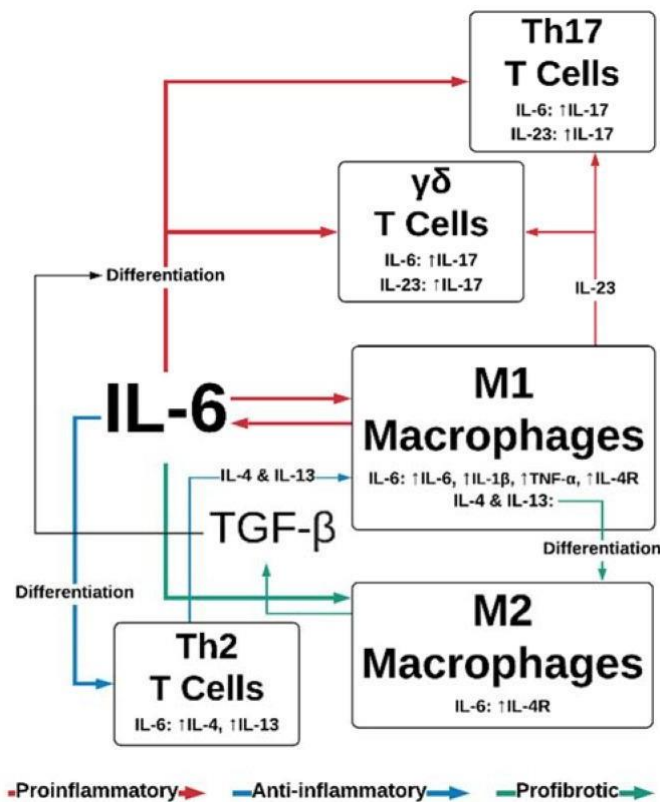 Th17
T Cells
IL-6: ↑IL-17
IL-23: ↑IL-17
γδ
T Cells
IL-6: ↑IL-17
IL-23: ↑IL-17
Differentiation
IL-23
IL-6
M1
Macrophages
IL-6: ↑IL-6, ↑IL-1β, ↑TNF-α, ↑IL-4R
IL-4 & IL-13:
IL-4 & IL-13
TGF-β
Differentiation
Differentiation
M2
Macrophages
IL-6: ↑IL-4R
Th2
T Cells
IL-6: ↑IL-4, ↑IL-13
Proinflammatory
Anti-inflammatory
Profibrotic